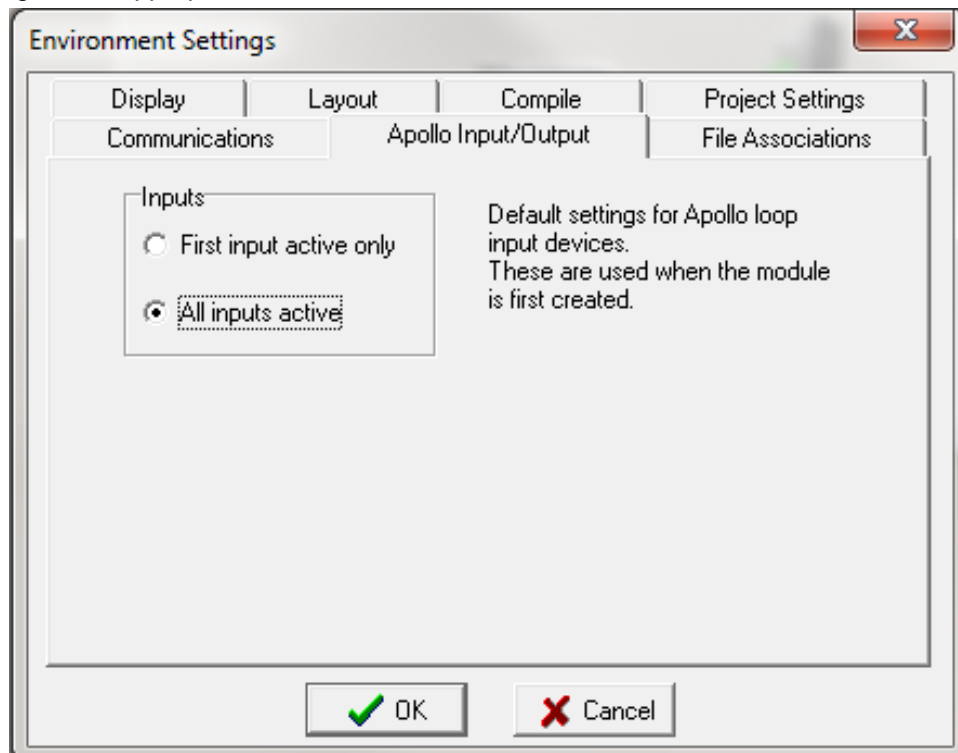 Environment Settings
Display Layout Compile Project Settings
Communications Apollo Input/Output File Associations
Inputs
First input active only
All inputs active
Default settings for Apollo loop
input devices.
These are used when the module
is first created.
OK Cancel